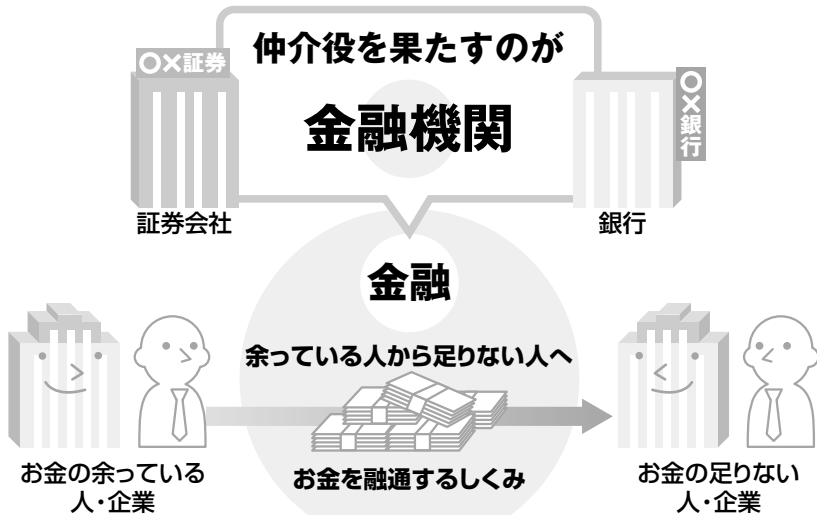 仲介役を果たすのが
金融機関
〇×証券
〇×銀行
証券会社
銀行
金融
余っている人から足りない人へ
お金を融通するしくみ
お金の余っている
人・企業
お金の足りない
人・企業